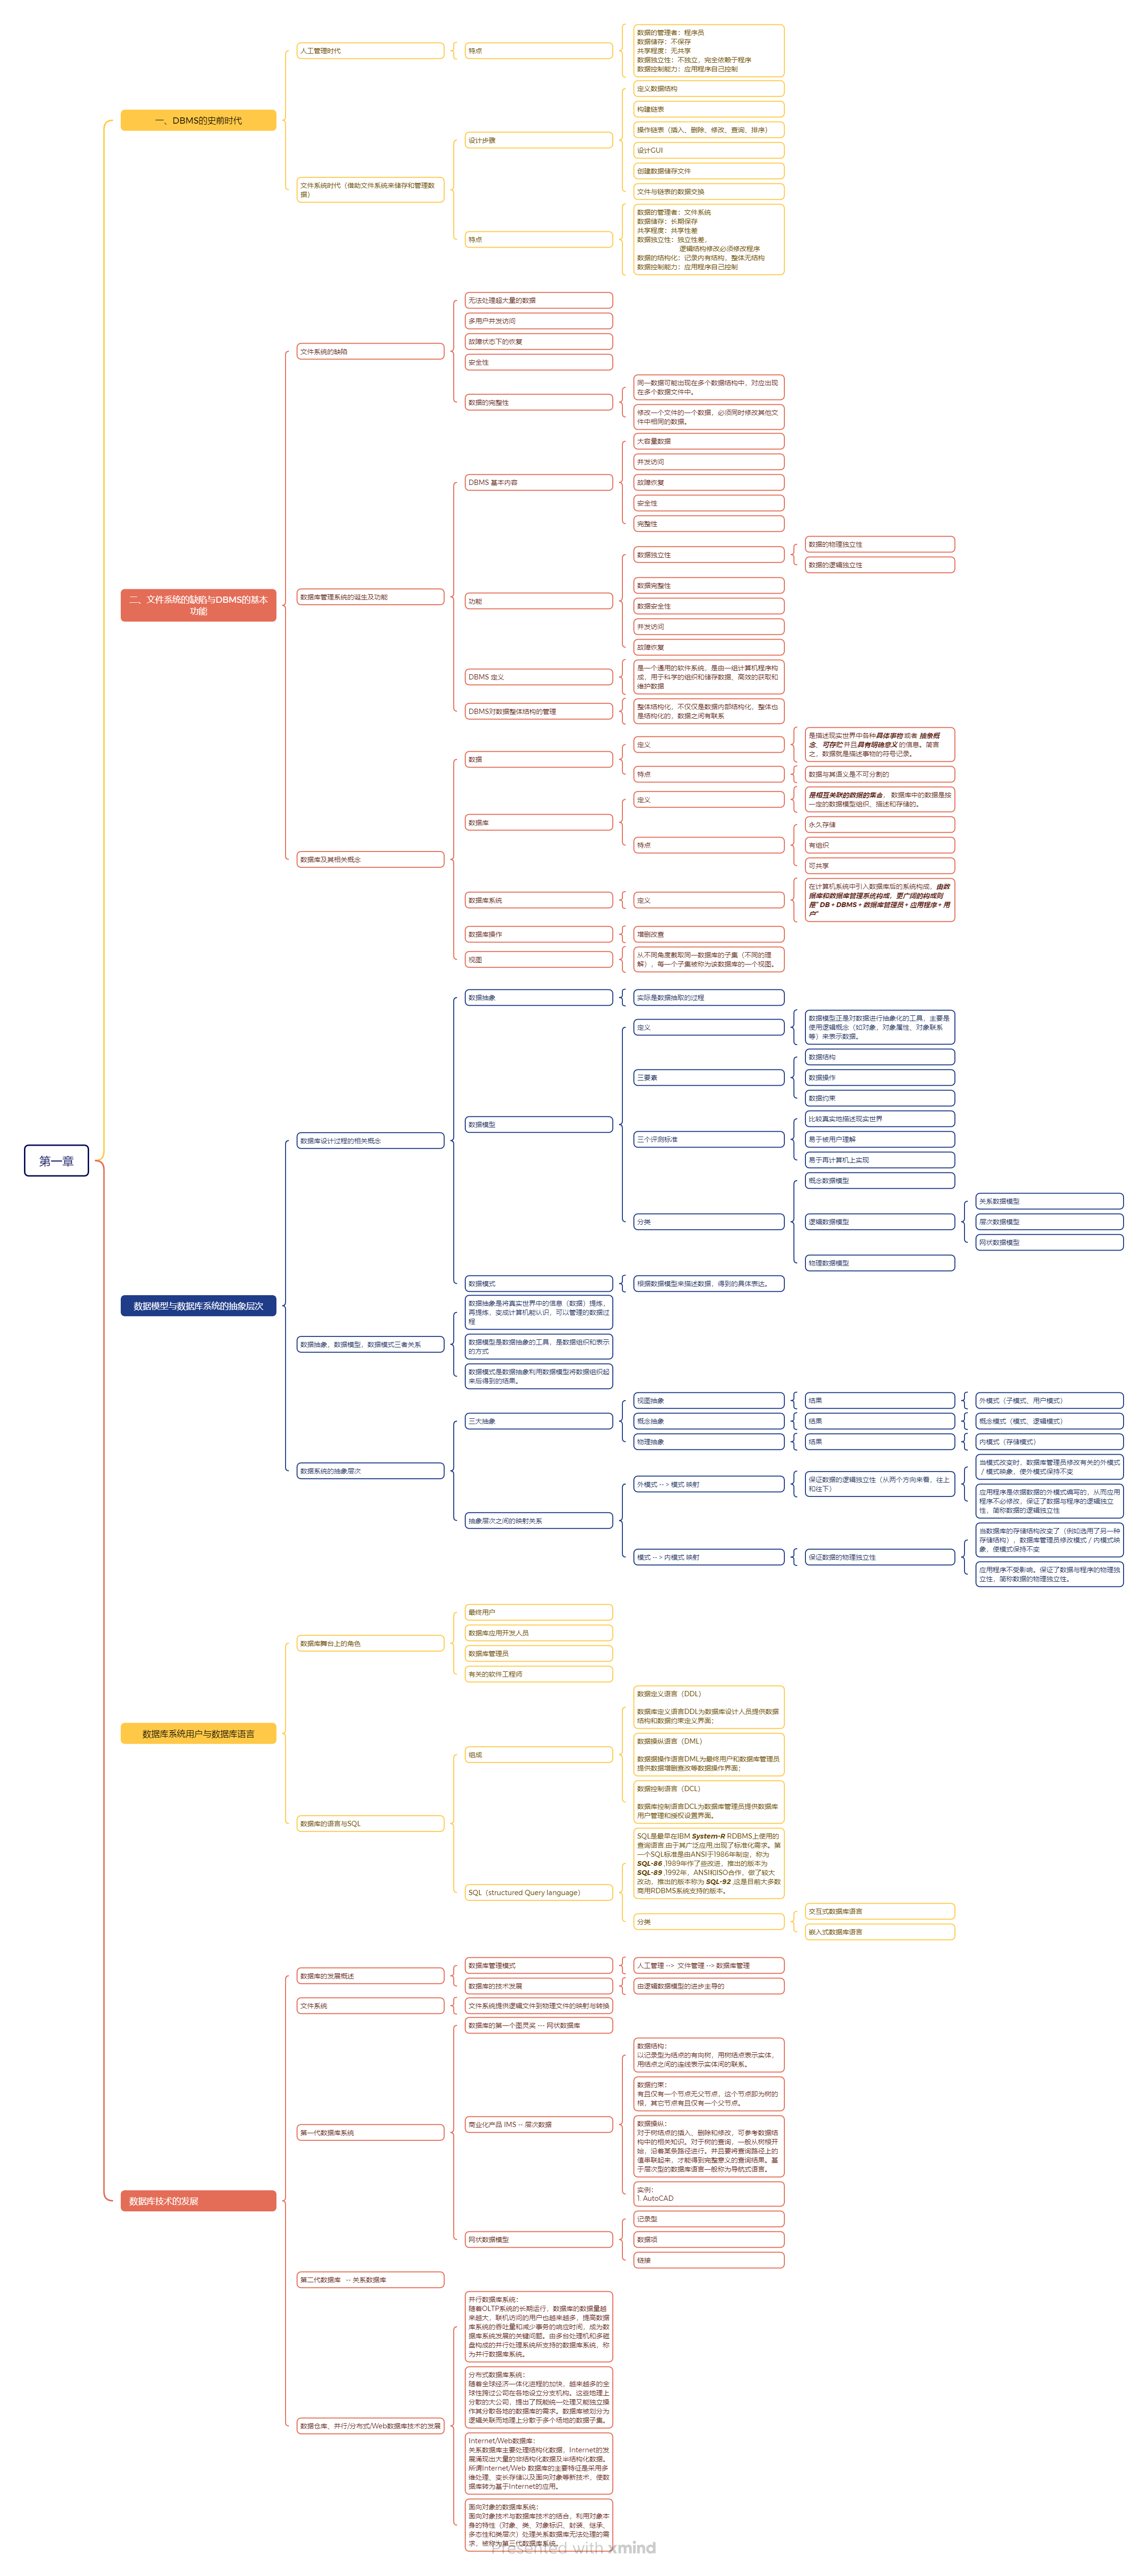 第一章
一、DBMS的史前时代
人工管理时代
特点
数据的管理者：程序员
数据储存：不保存
共享程度：无共享
数据独立性：不独立，完全依赖于程序
数据控制能力：应用程序自己控制
文件系统时代（借助文件系统来储存和管理数
据）
设计步骤
定义数据结构
构建链表
操作链表（插入、删除、修改、查询、排序）
设计GUI
创建数据储存文件
文件与链表的数据交换
特点
数据的管理者：文件系统
数据储存：长期保存
共享程度：共享性差
数据独立性：独立性差，
逻辑结构修改必须修改程序
数据的结构化：记录内有结构，整体无结构
数据控制能力：应用程序自己控制
二、文件系统的缺陷与DBMS的基本
功能
文件系统的缺陷
无法处理超大量的数据
多用户并发访问
故障状态下的恢复
安全性
数据的完整性
同一数据可能出现在多个数据结构中，对应出现
在多个数据文件中。
修改一个文件的一个数据，必须同时修改其他文
件中相同的数据。
数据库管理系统的诞生及功能
DBMS 基本内容
大容量数据
并发访问
故障恢复
安全性
完整性
功能
数据独立性
数据的物理独立性
数据的逻辑独立性
数据完整性
数据安全性
并发访问
故障恢复
DBMS 定义
是一个通用的软件系统，是由一组计算机程序构
成，用于科学的组织和储存数据、高效的获取和
维护数据
DBMS对数据整体结构的管理
整体结构化，不仅仅是数据内部结构化，整体也
是结构化的，数据之间有联系
数据库及其相关概念
数据
定义
是描述现实世界中各种具体事物 或者 抽象概
念、可存贮 并且具有明确意义 的信息。简言
之，数据就是描述事物的符号记录。
特点
数据与其语义是不可分割的
数据库
定义
是相互关联的数据的集合， 数据库中的数据是按
一定的数据模型组织、描述和存储的。
特点
永久存储
有组织
可共享
数据库系统
定义
在计算机系统中引入数据库后的系统构成，由数
据库和数据库管理系统构成，更广阔的构成则
是“ DB + DBMS + 数据库管理员 + 应用程序 + 用
户”
数据库操作
增删改查
视图
从不同角度截取同一数据库的子集（不同的理
解），每一个子集被称为该数据库的一个视图。
数据模型与数据库系统的抽象层次
数据库设计过程的相关概念
数据抽象
实际是数据抽取的过程
数据模型
定义
数据模型正是对数据进行抽象化的工具，主要是
使用逻辑概念（如对象，对象属性，对象联系
等）来表示数据。
三要素
数据结构
数据操作
数据约束
三个评测标准
比较真实地描述现实世界
易于被用户理解
易于再计算机上实现
分类
概念数据模型
逻辑数据模型
关系数据模型
层次数据模型
网状数据模型
物理数据模型
数据模式
根据数据模型来描述数据，得到的具体表达。
数据抽象，数据模型，数据模式三者关系
数据抽象是将真实世界中的信息（数据）提炼，
再提炼，变成计算机能认识，可以管理的数据过
程
数据模型是数据抽象的工具，是数据组织和表示
的方式
数据模式是数据抽象利用数据模型将数据组织起
来后得到的结果。
数据系统的抽象层次
三大抽象
视图抽象
结果
外模式（子模式、用户模式）
概念抽象
结果
概念模式（模式、逻辑模式）
物理抽象
结果
内模式（存储模式）
抽象层次之间的映射关系
外模式 -- > 模式 映射
保证数据的逻辑独立性（从两个方向来看，往上
和往下）
当模式改变时，数据库管理员修改有关的外模式
/ 模式映象，使外模式保持不变
应用程序是依据数据的外模式编写的，从而应用
程序不必修改，保证了数据与程序的逻辑独立
性，简称数据的逻辑独立性
模式 -- > 内模式 映射
保证数据的物理独立性
当数据库的存储结构改变了（例如选用了另一种
存储结构），数据库管理员修改模式 / 内模式映
象，使模式保持不变
应用程序不受影响。保证了数据与程序的物理独
立性，简称数据的物理独立性。
数据库系统用户与数据库语言
数据库舞台上的角色
最终用户
数据库应用开发人员
数据库管理员
有关的软件工程师
数据库的语言与SQL
组成
数据定义语言（DDL）
数据库定义语言DDL为数据库设计人员提供数据
结构和数据约束定义界面；
数据操纵语言（DML）
数据据操作语言DML为最终用户和数据库管理员
提供数据增删查改等数据操作界面；
数据控制语言（DCL）
数据库控制语言DCL为数据库管理员提供数据库
用户管理和授权设置界面。
SQL（structured Query language）
SQL是最早在IBM System-R RDBMS上使用的
查询语言.由于其广泛应用,出现了标准化需求。第
一个SQL标准是由ANSI于1986年制定，称为
SQL-86 ,1989年作了些改进，推出的版本为
SQL-89 ,1992年，ANSI和ISO合作，做了较大
改动，推出的版本称为 SQL-92 ,这是目前大多数
商用RDBMS系统支持的版本。
分类
交互式数据库语言
嵌入式数据库语言
数据库技术的发展
数据库的发展概述
数据库管理模式
人工管理 --> 文件管理 --> 数据库管理
数据库的技术发展
由逻辑数据模型的进步主导的
文件系统
文件系统提供逻辑文件到物理文件的映射与转换
第一代数据库系统
数据库的第一个图灵奖 --- 网状数据库
商业化产品 IMS -- 层次数据
数据结构：
以记录型为结点的有向树，用树结点表示实体，
用结点之间的连线表示实体间的联系。
数据约束：
有且仅有一个节点无父节点，这个节点即为树的
根，其它节点有且仅有一个父节点。
数据操纵：
对于树结点的插入、删除和修改，可参考数据结
构中的相关知识。对于树的查询，一般从树根开
始，沿着某条路径进行。并且要将查询路径上的
值串联起来，才能得到完整意义的查询结果。基
于层次型的数据库语言一般称为导航式语言。
实例：
1. AutoCAD
网状数据模型
记录型
数据项
链接
第二代数据库 -- 关系数据库
数据仓库、并行/分布式/Web数据库技术的发展
并行数据库系统：
随着OLTP系统的长期运行，数据库的数据量越
来越大，联机访问的用户也越来越多，提高数据
库系统的吞吐量和减少事务的响应时间，成为数
据库系统发展的关键问题。由多台处理机和多磁
盘构成的并行处理系统所支持的数据库系统，称
为并行数据库系统。
分布式数据库系统：
随着全球经济一体化进程的加快，越来越多的全
球性跨过公司在各地设立分支机构。这些地理上
分散的大公司，提出了既能统一处理又能独立操
作其分散各地的数据库的需求。数据库被划分为
逻辑关联而地理上分散于多个场地的数据子集。
Internet/Web数据库：
关系数据库主要处理结构化数据，Internet的发
展涌现出大量的非结构化数据及半结构化数据。
所谓Internet/Web 数据库的主要特征是采用多
维处理、变长存储以及面向对象等新技术，使数
据库转为基于Internet的应用。
面向对象的数据库系统：
面向对象技术与数据库技术的结合，利用对象本
身的特性（对象、类、对象标识、封装、继承、
多态性和类层次）处理关系数据库无法处理的需
求，被称为第三代数据库系统。
Presented with xmind